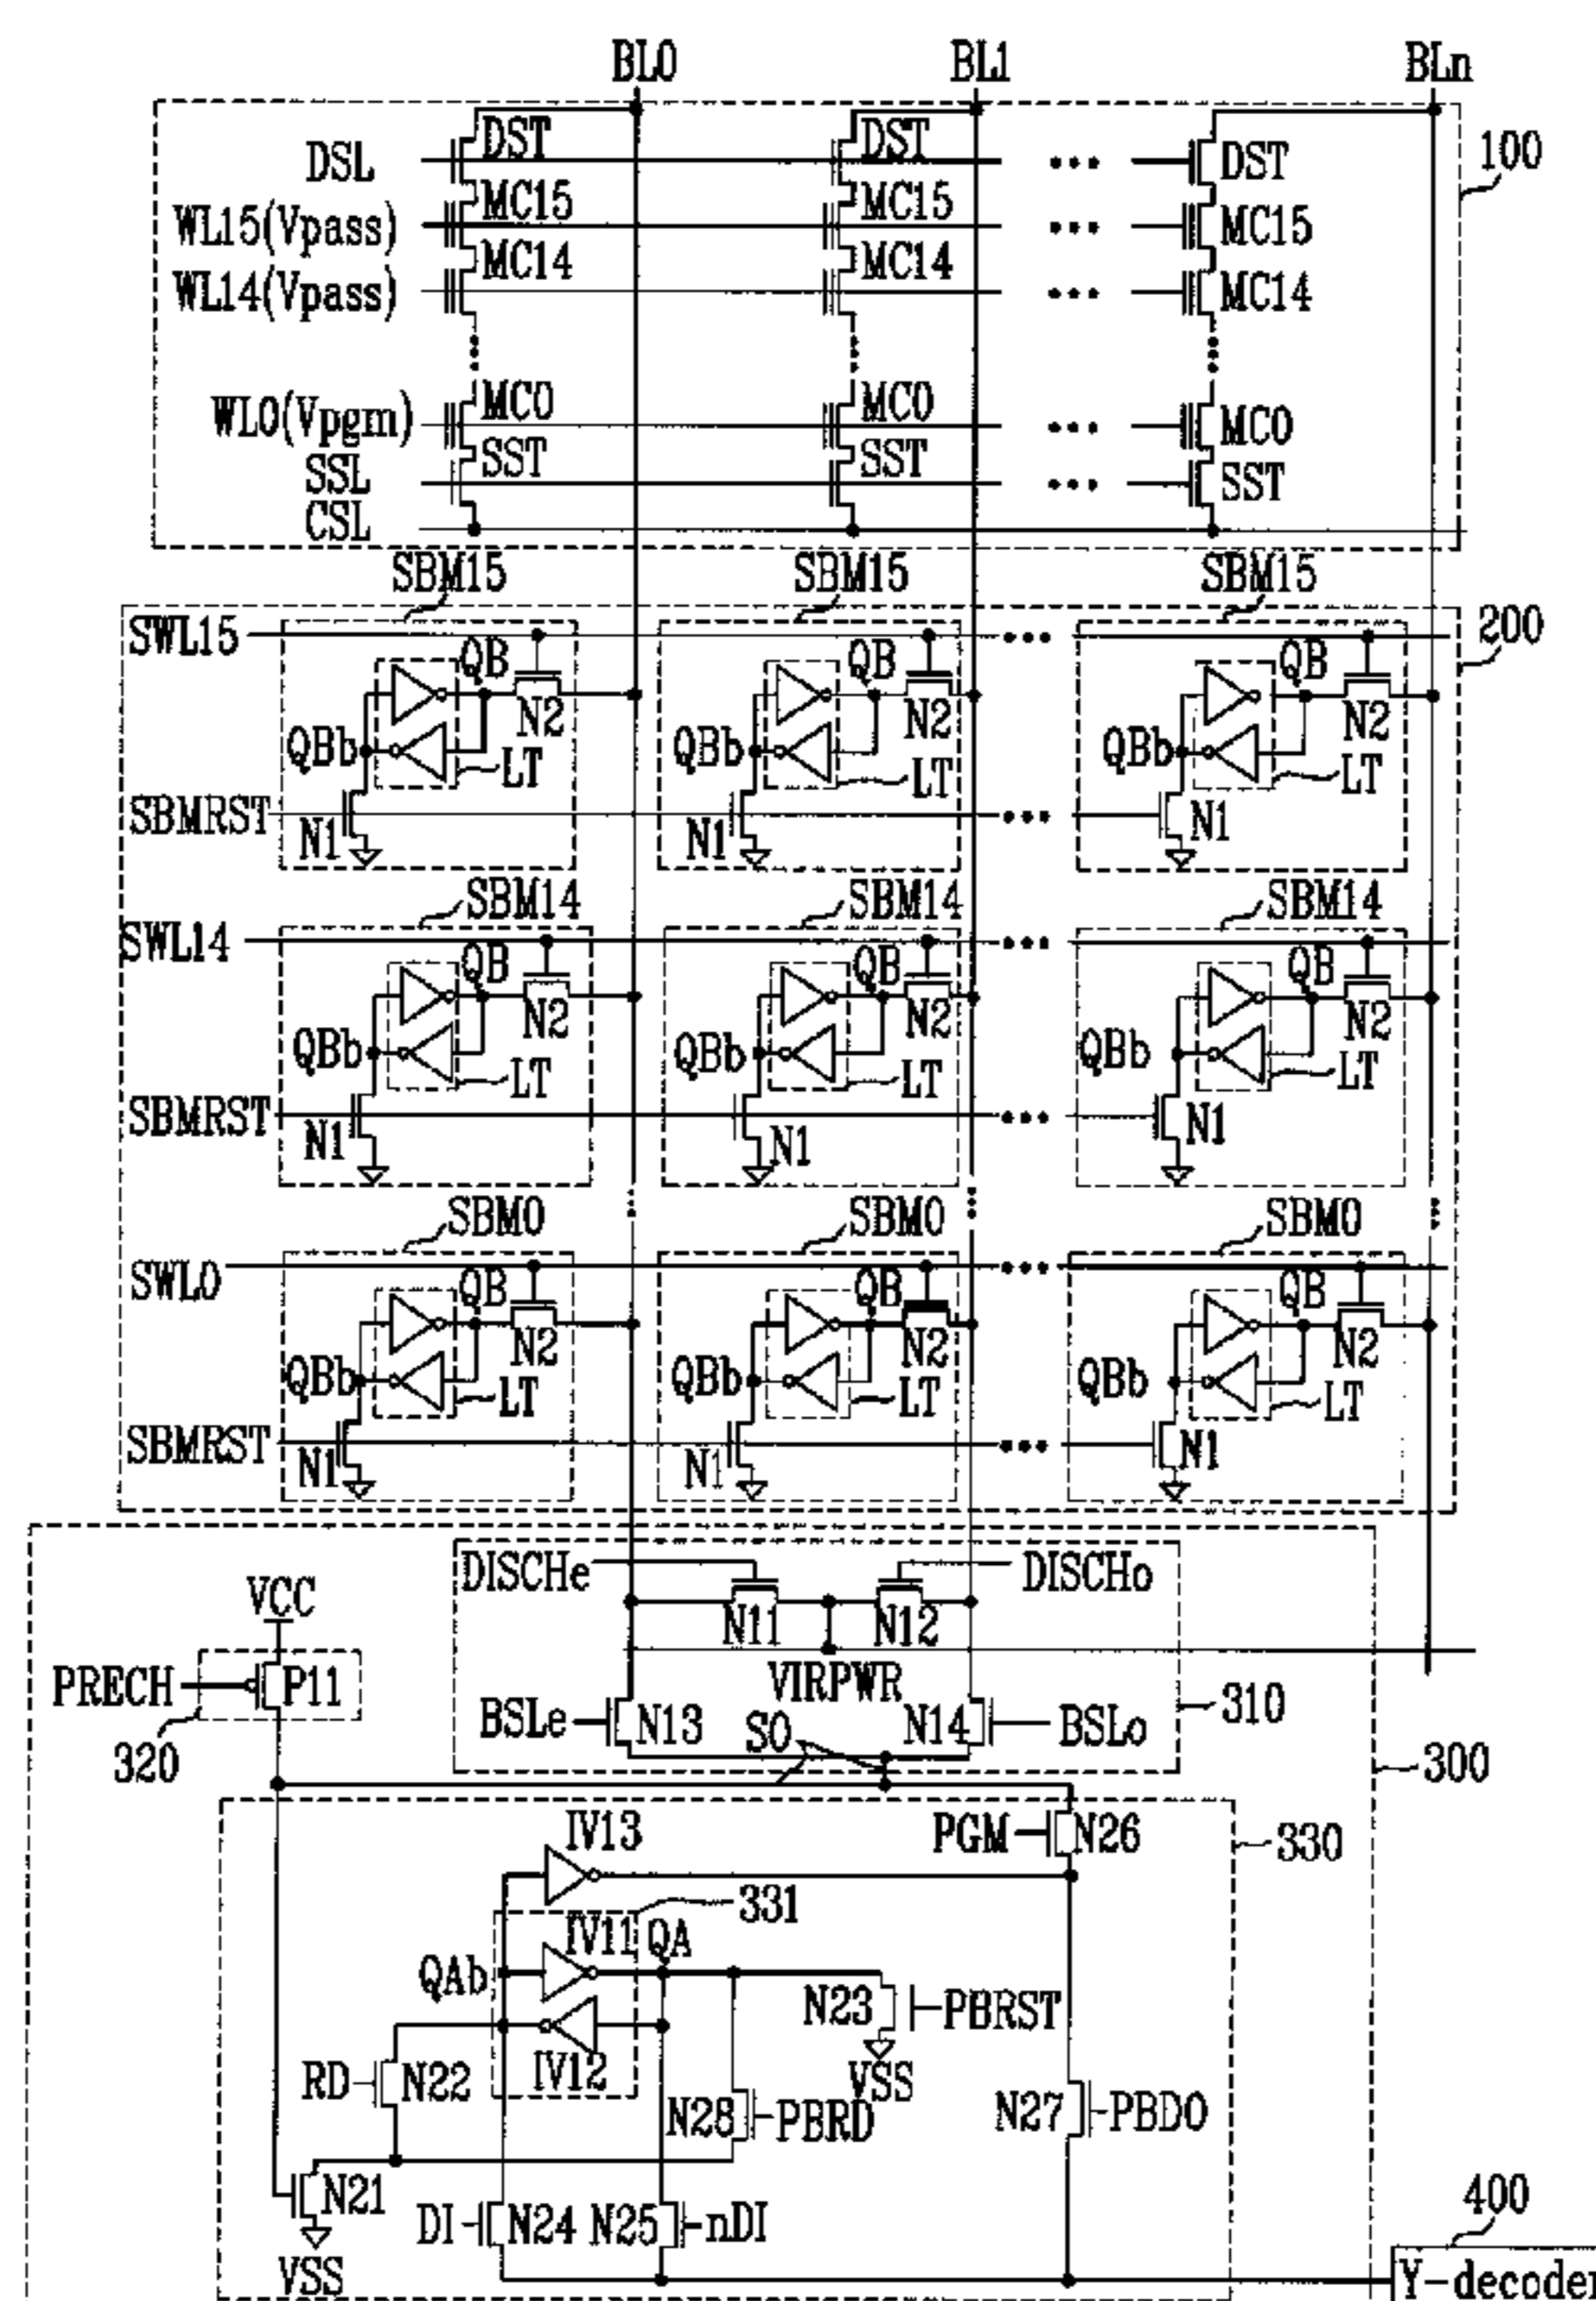 BL0 BL1 BLn
DSL DST DST DST 100
WL15(Vpass) MC15 MC15 MC15
WL14(Vpass) MC14 MC14 MC14
WL0(Vpgm) MC0 MC0 MC0
SSL SST SST SST
CSL
SBM15 SBM15 SBM15
SWL15 200
QB QB QB
N2 N2 N2
QBb QBb QBb
LT LT LT
SBMRST N1 N1 N1
SBM14 SBM14 SBM14
SWL14
QB QB QB
N2 N2 N2
QBb QBb QBb
LT LT LT
SBMRST N1 N1 N1
SBM0 SBM0 SBM0
SWL0
QB QB QB
N2 N2 N2
QBb QBb QBb
LT LT LT
SBMRST N1 N1 N1
DISCHe DISCHo
VCC N11 N12
PRECH P11 VIRPWR
BSLe N13 N14 BSLo 310
320 SO 300
IV13 PGM N26 330
331
IV11 QA
QAb N23 PBRST
RD N22 IV12 VSS
N28 PBRD N27 PBDO
N21 400
DI N24 N25 nDI
VSS Y-decoder